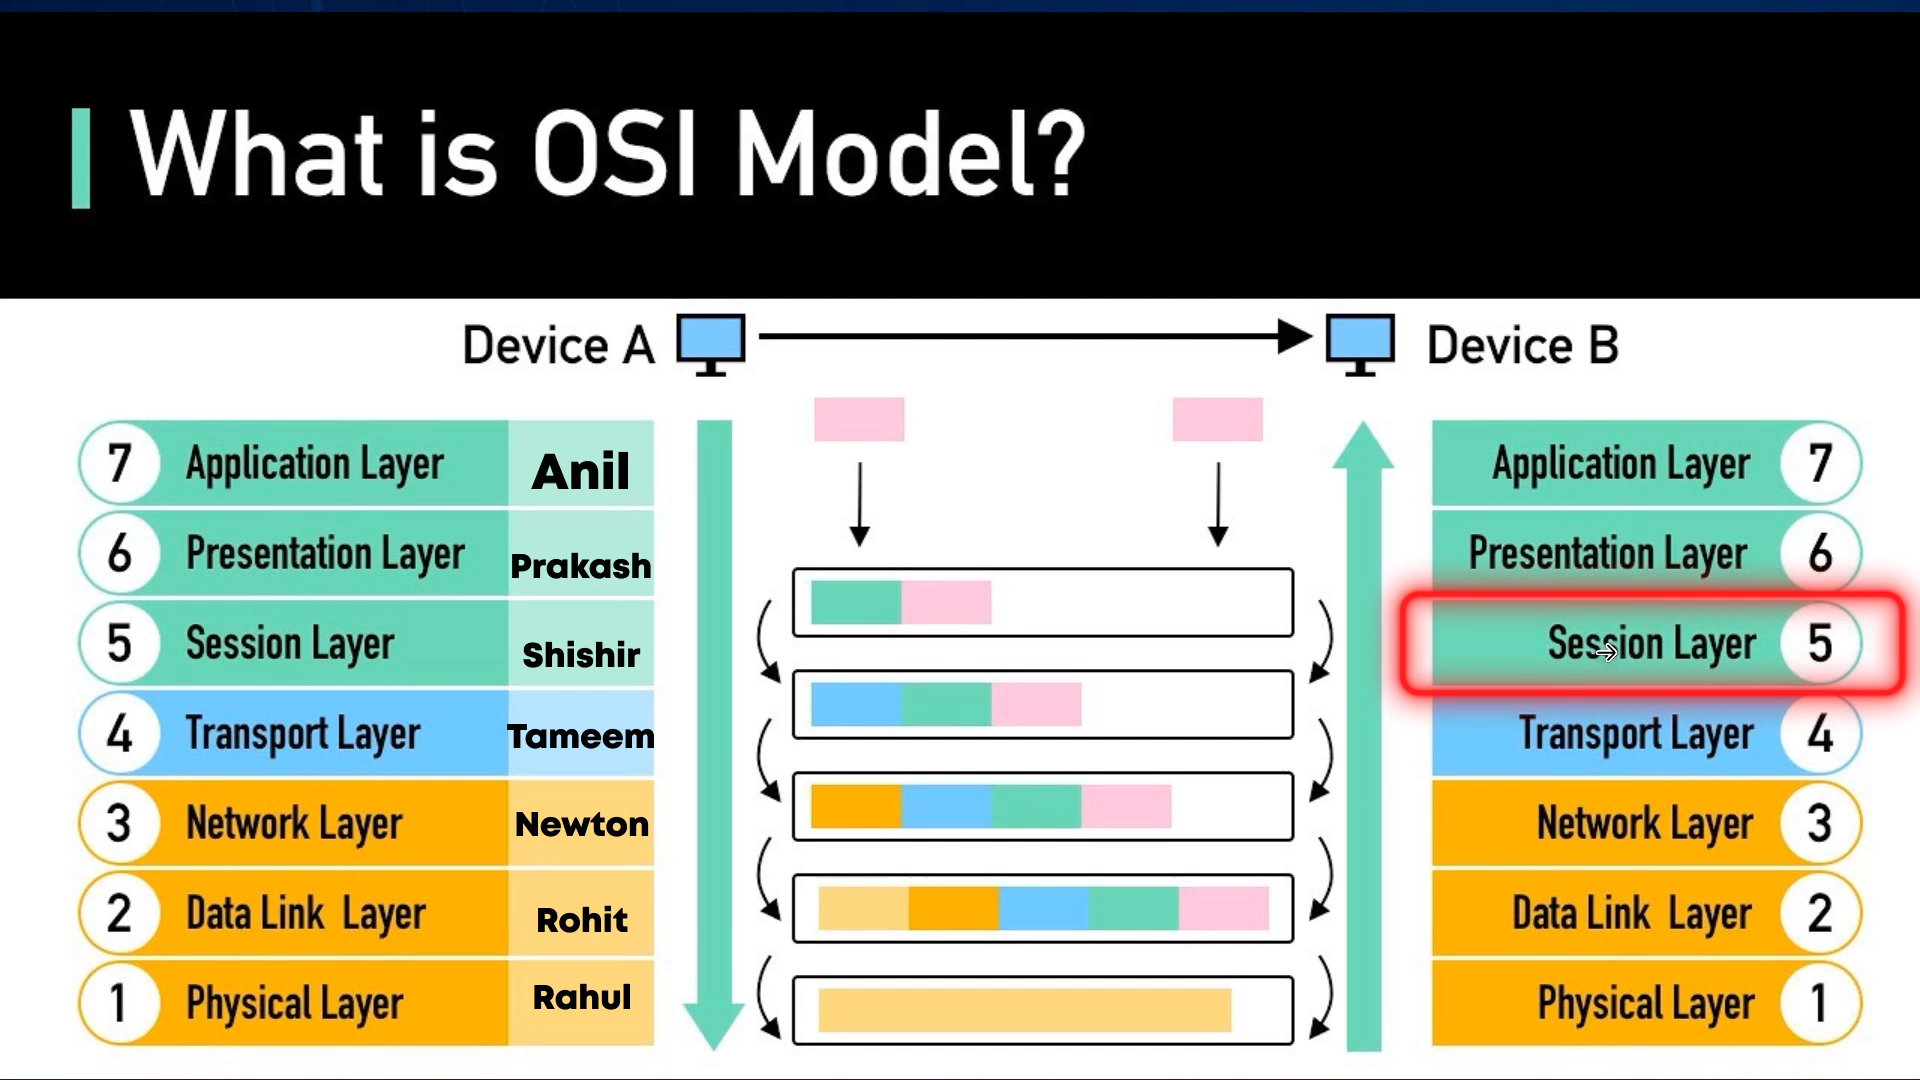 What is OSI Model?
Device A
Device B
7 Application Layer Anil
6 Presentation Layer Prakash
5 Session Layer Shishir
4 Transport Layer Tameem
3 Network Layer Newton
2 Data Link Layer Rohit
1 Physical Layer Rahul
Application Layer 7
Presentation Layer 6
Session Layer 5
Transport Layer 4
Network Layer 3
Data Link Layer 2
Physical Layer 1